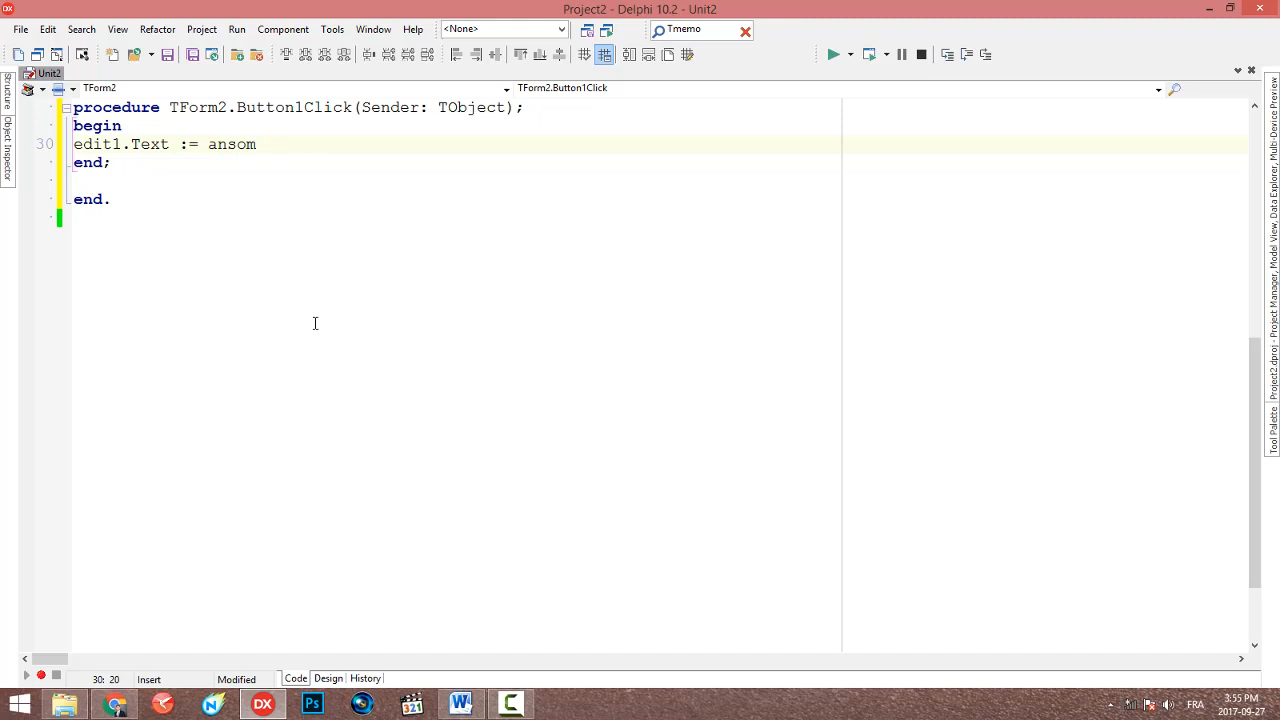 Project2 - Delphi 10.2 - Unit2
File Edit Search View Refactor Project Run Component Tools Window Help <None> Tmemo
Unit2
TForm2 TForm2.Button1Click
Structure
Object Inspector
procedure TForm2.Button1Click(Sender: TObject);
begin
30 edit1.Text := ansom
end;
end.
Project2.dproj - Project Manager, Model View, Data Explorer, Multi-Device Preview
Tool Palette
30: 20 Insert Modified Code Design History
DX Ps 321 W C
FRA
3:55 PM
2017-09-27